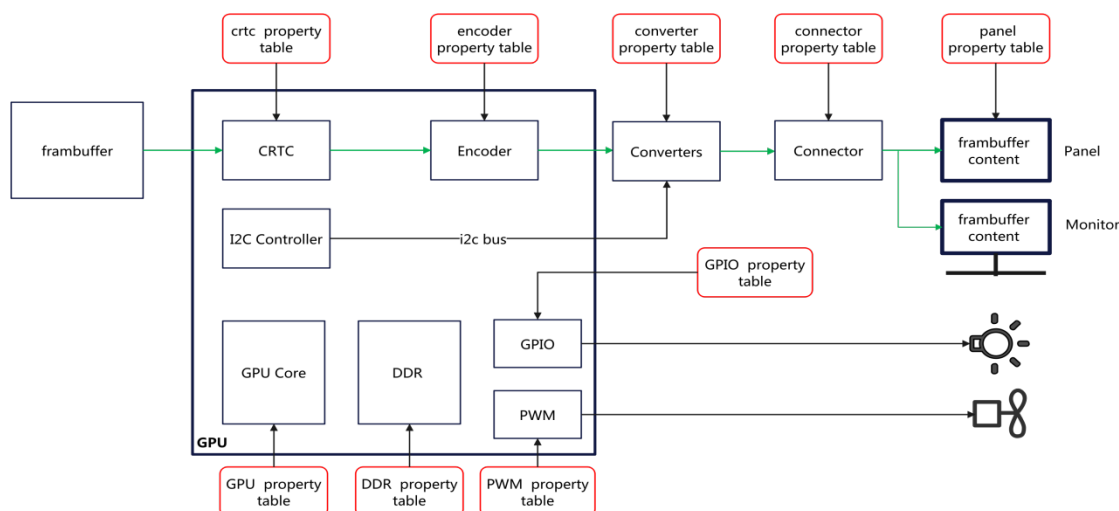 crtc property
table
encoder
property table
converter
property table
connector
property table
panel
property table
frambuffer
CRTC
Encoder
Converters
Connector
frambuffer
content
Panel
I2C Controller
i2c bus
frambuffer
content
Monitor
GPIO property
table
GPU Core
DDR
GPIO
PWM
GPU
GPU property
table
DDR property
table
PWM property
table